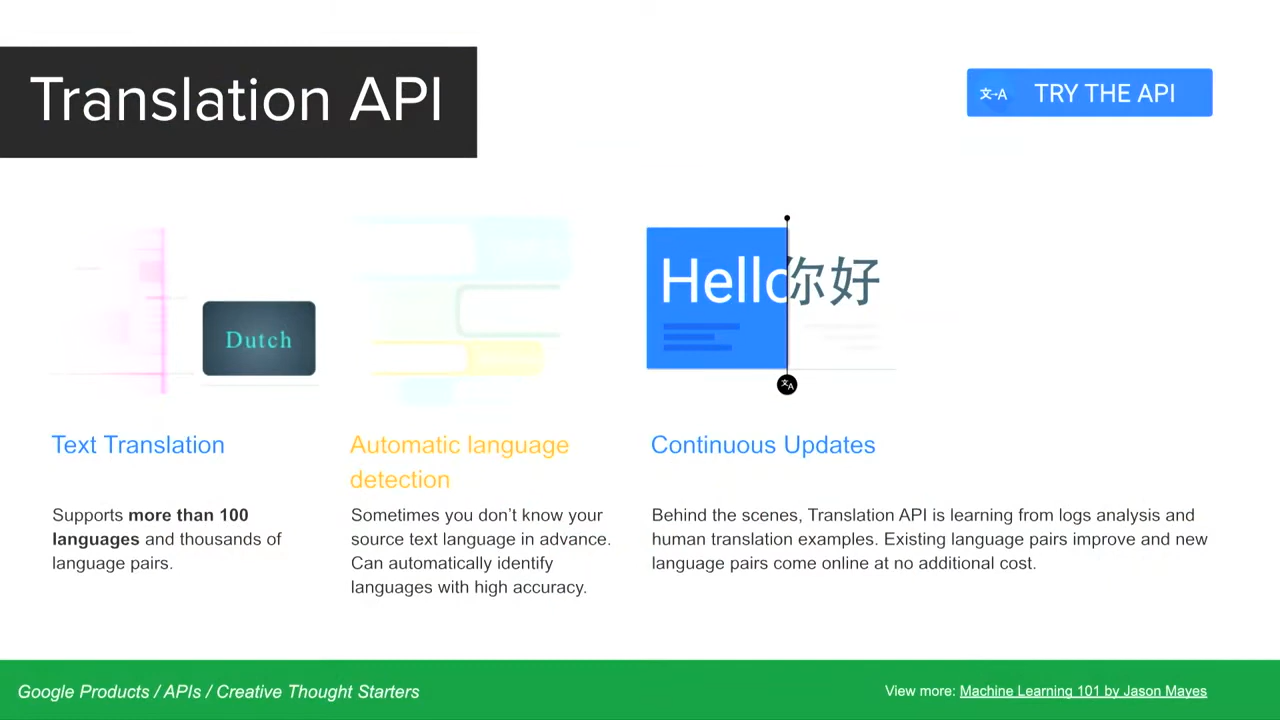 Translation API
文A TRY THE API
Dutch
Hello你好
文A
Text Translation
Supports more than 100
languages and thousands of
language pairs.
Automatic language
detection
Sometimes you don’t know your
source text language in advance.
Can automatically identify
languages with high accuracy.
Continuous Updates
Behind the scenes, Translation API is learning from logs analysis and
human translation examples. Existing language pairs improve and new
language pairs come online at no additional cost.
Google Products / APIs / Creative Thought Starters
View more: Machine Learning 101 by Jason Mayes